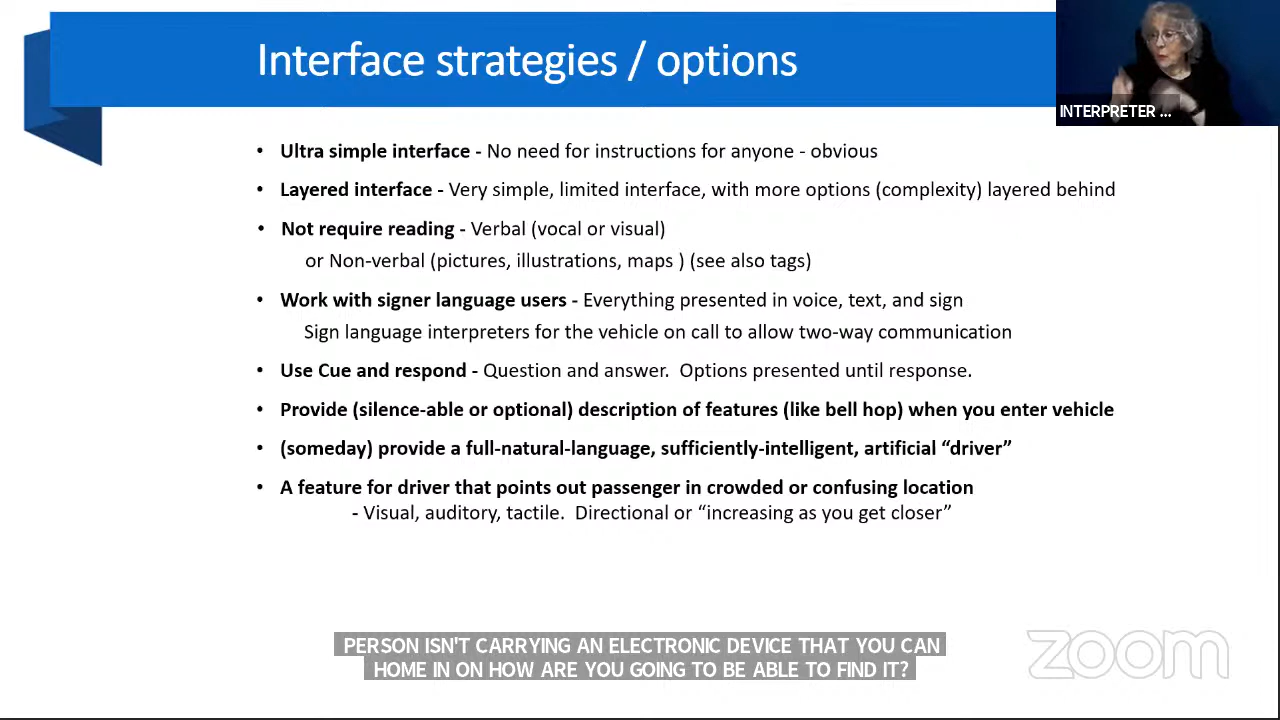 Interface strategies / options
INTERPRETER ...
• Ultra simple interface - No need for instructions for anyone - obvious
• Layered interface - Very simple, limited interface, with more options (complexity) layered behind
• Not require reading - Verbal (vocal or visual)
or Non-verbal (pictures, illustrations, maps ) (see also tags)
• Work with signer language users - Everything presented in voice, text, and sign
Sign language interpreters for the vehicle on call to allow two-way communication
• Use Cue and respond - Question and answer.  Options presented until response.
• Provide (silence-able or optional) description of features (like bell hop) when you enter vehicle
• (someday) provide a full-natural-language, sufficiently-intelligent, artificial “driver”
• A feature for driver that points out passenger in crowded or confusing location
- Visual, auditory, tactile.  Directional or “increasing as you get closer”
PERSON ISN'T CARRYING AN ELECTRONIC DEVICE THAT YOU CAN
HOME IN ON HOW ARE YOU GOING TO BE ABLE TO FIND IT?
zoom